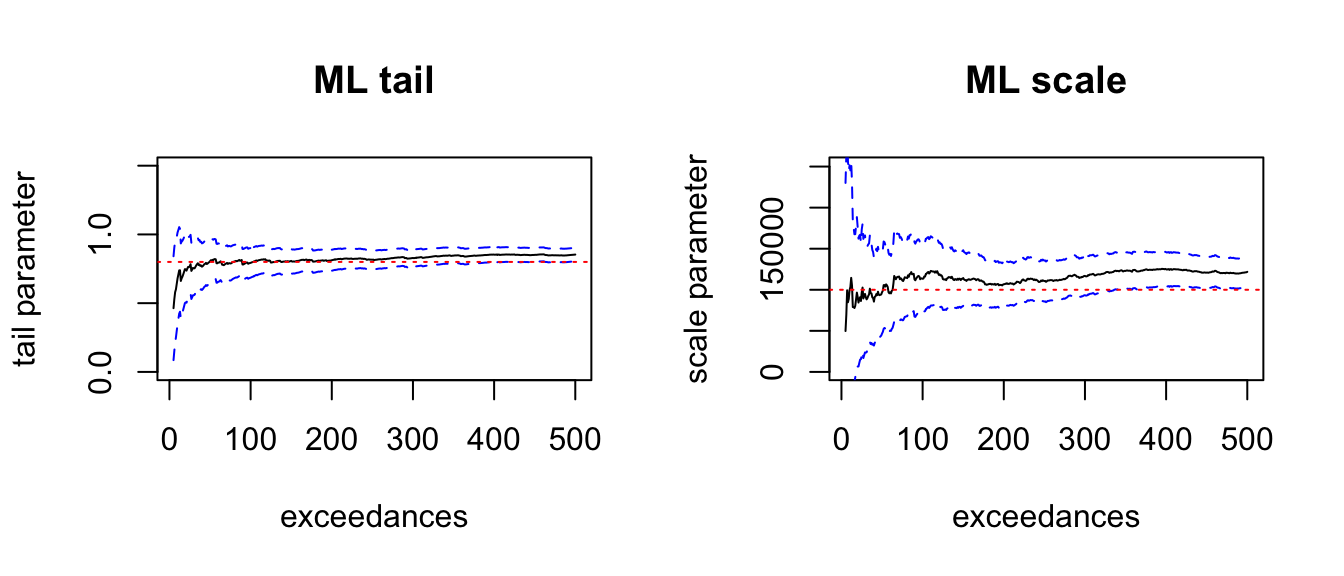 ML tail
tail parameter
1.0
0.0
0 100 200 300 400 500
exceedances
ML scale
scale parameter
150000
0
0 100 200 300 400 500
exceedances